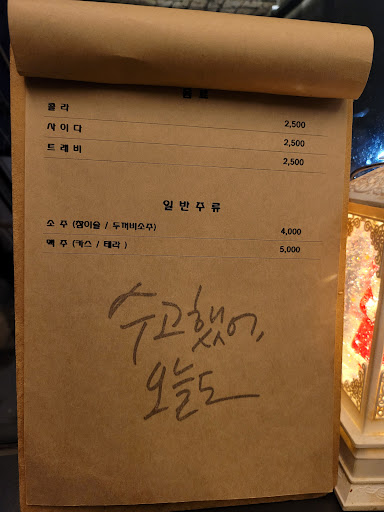 콜라 2,500
사이다 2,500
트레비 2,500
일반주류
소주 (참이슬 / 두꺼비소주) 4,000
맥주 (카스 / 테라 ) 5,000
수고했어,
오늘도